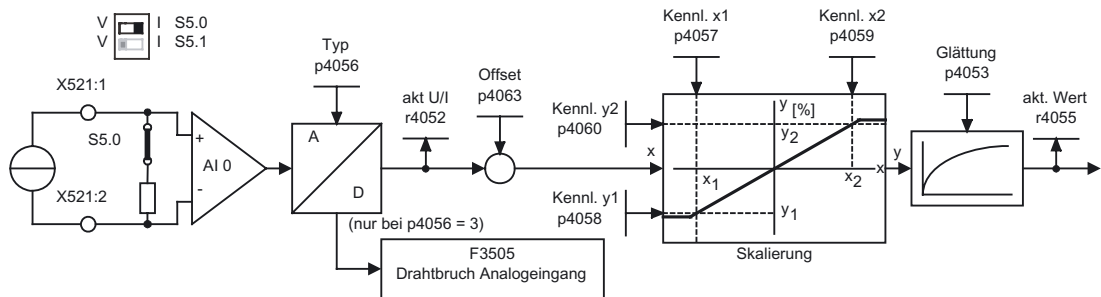 V I S5.0
V I S5.1
X521:1
S5.0
X521:2
+
-
AI 0
Typ
p4056
A
D
akt U/I
r4052
Offset
p4063
(nur bei p4056 = 3)
F3505
Drahtbruch Analogeingang
x
Kennl. x1
p4057
Kennl. x2
p4059
Kennl. y2
p4060
Kennl. y1
p4058
y [%]
y2
x1
x2
x
y1
Skalierung
y
Glättung
p4053
akt. Wert
r4055